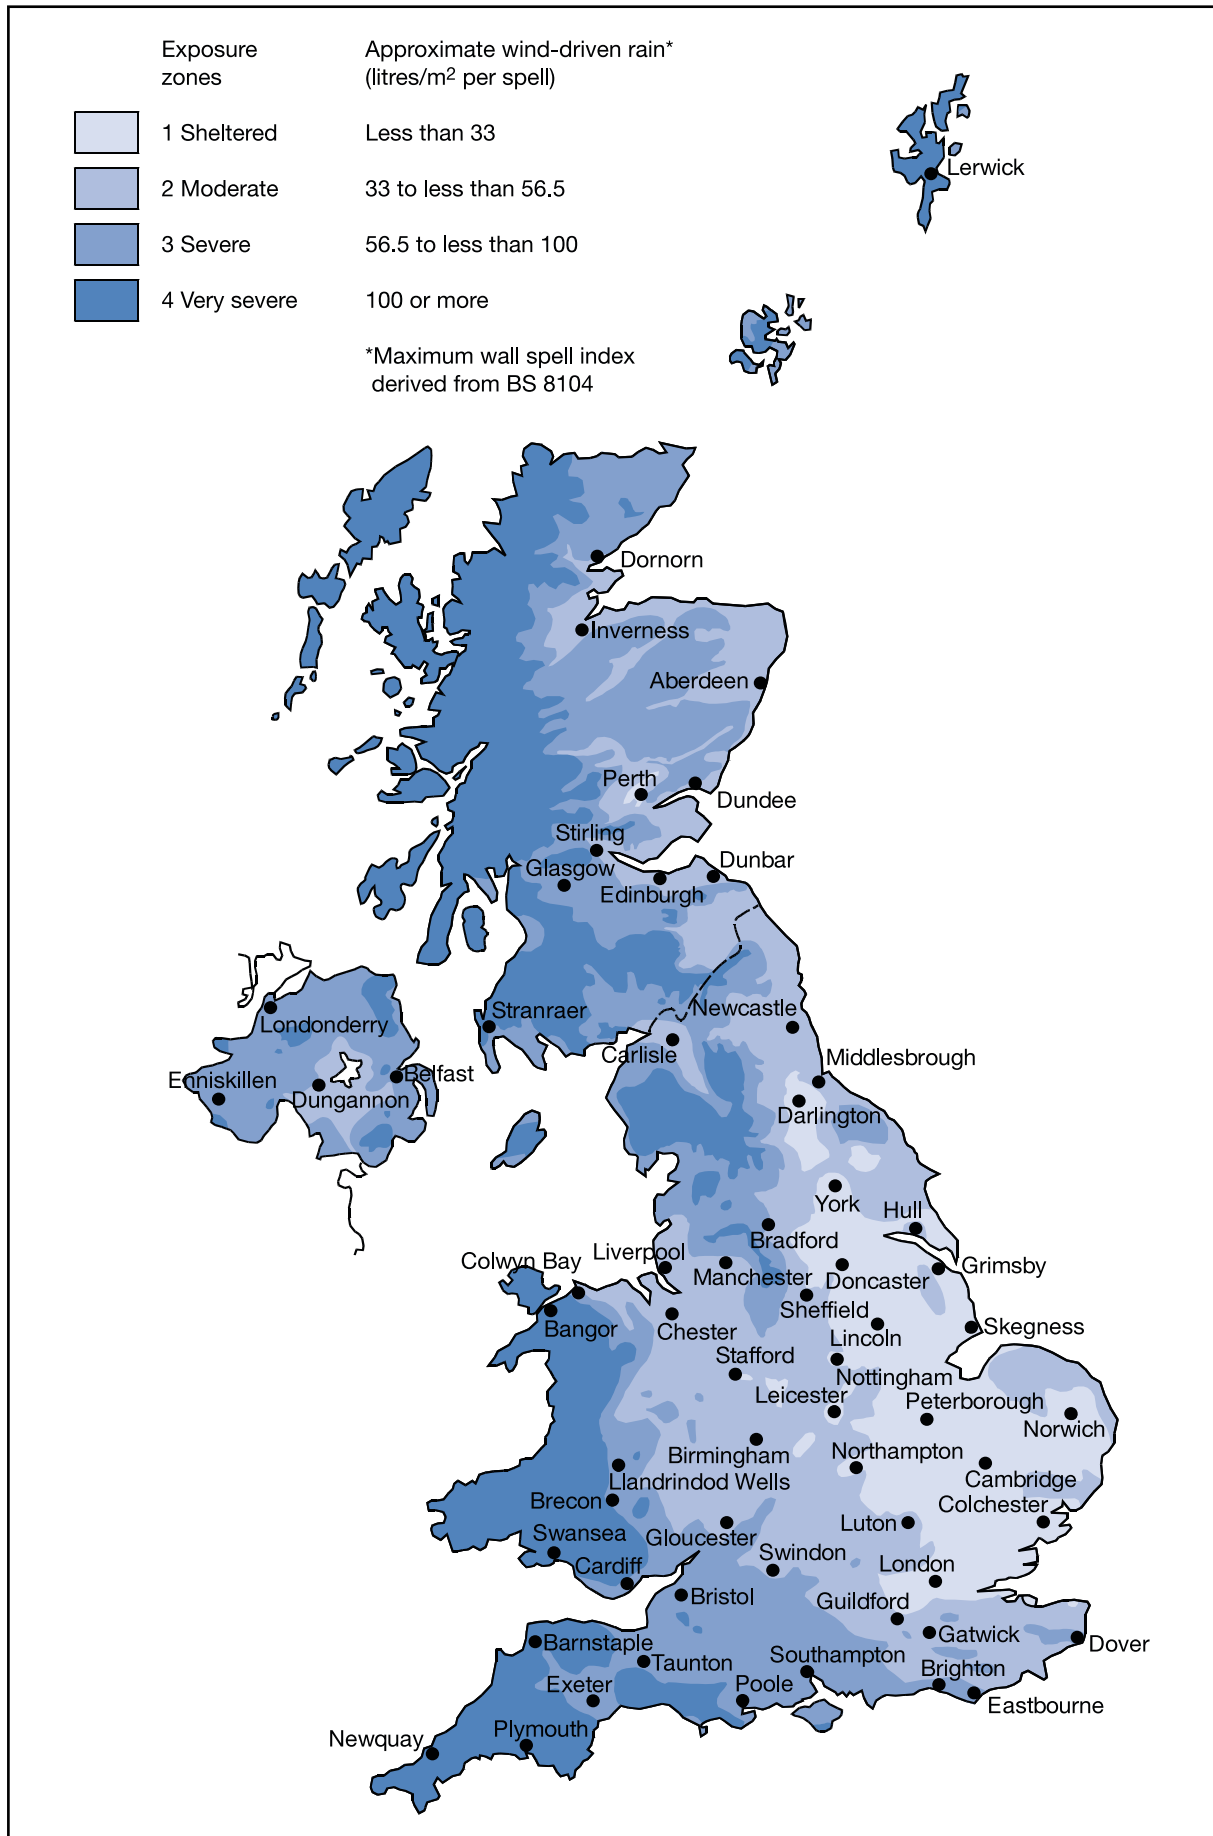 Exposure
zones
Approximate wind-driven rain*
(litres/m² per spell)
1 Sheltered
Less than 33
2 Moderate
33 to less than 56.5
3 Severe
56.5 to less than 100
4 Very severe
100 or more
*Maximum wall spell index
derived from BS 8104
Lerwick
Dornorn
Inverness
Aberdeen
Perth
Dundee
Stirling
Dunbar
Glasgow
Edinburgh
Stranraer
Newcastle
Londonderry
Carlisle
Middlesbrough
Enniskillen
Belfast
Dungannon
Darlington
York
Hull
Bradford
Liverpool
Colwyn Bay
Manchester
Doncaster
Grimsby
Sheffield
Bangor
Chester
Lincoln
Skegness
Stafford
Nottingham
Leicester
Peterborough
Norwich
Birmingham
Northampton
Cambridge
Llandrindod Wells
Brecon
Colchester
Luton
Gloucester
Swansea
Swindon
Cardiff
London
Bristol
Guildford
Gatwick
Dover
Barnstaple
Taunton
Southampton
Brighton
Exeter
Poole
Eastbourne
Newquay
Plymouth